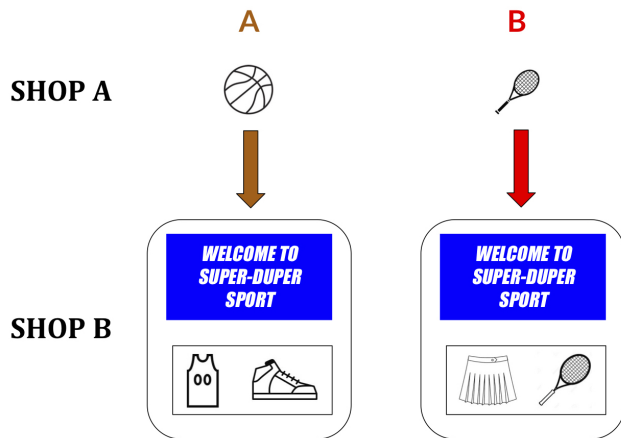 A
B
SHOP A
WELCOME TO
SUPER-DUPER
SPORT
WELCOME TO
SUPER-DUPER
SPORT
SHOP B
00